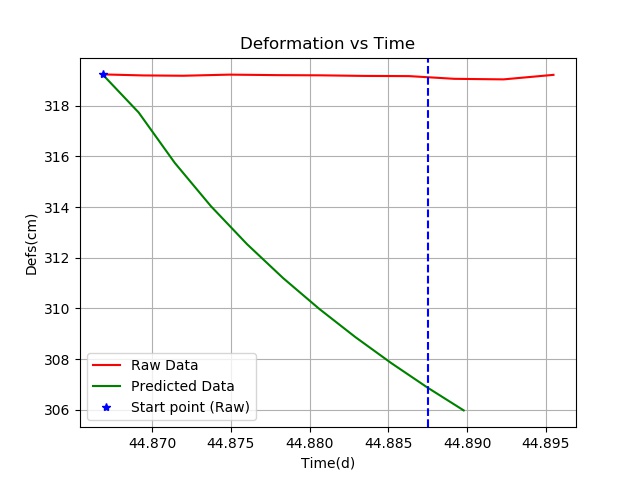 Deformation vs Time
Defs(cm)
318
316
314
312
310
308
306
Raw Data
Predicted Data
Start point (Raw)
44.870 44.875 44.880 44.885 44.890 44.895
Time(d)